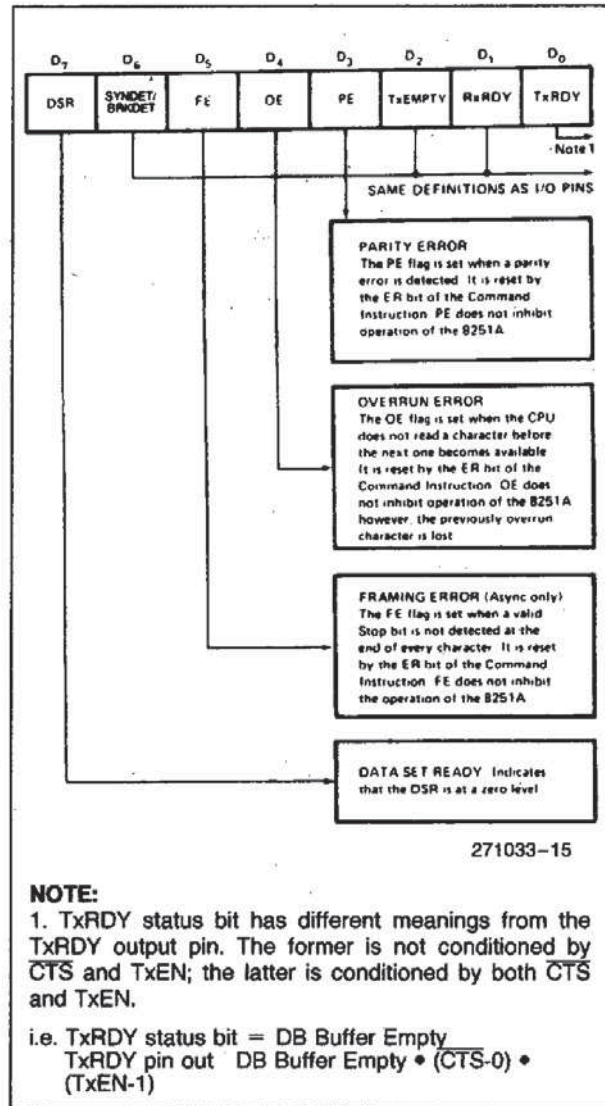 D7 D6 D5 D4 D3 D2 D1 D0
DSR SYNDET/ BRKDET FE OE PE TxEMPTY RxRDY TxRDY
Note 1
SAME DEFINITIONS AS I/O PINS
PARITY ERROR
The PE flag is set when a parity
error is detected. It is reset by
the ER bit of the Command
Instruction. PE does not inhibit
operation of the 8251A.
OVERRUN ERROR
The OE flag is set when the CPU
does not read a character before
the next one becomes available
It is reset by the ER bit of the
Command Instruction. OE does
not inhibit operation of the 8251A
however, the previously overrun
character is lost
FRAMING ERROR (Async only)
The FE flag is set when a valid
Stop bit is not detected at the
end of every character. It is reset
by the ER bit of the Command
Instruction. FE does not inhibit
the operation of the 8251A
DATA SET READY Indicates
that the DSR is at a zero level
271033-15
NOTE:
1. TxRDY status bit has different meanings from the
TxRDY output pin. The former is not conditioned by
C̅T̅S̅ and TxEN; the latter is conditioned by both C̅T̅S̅
and TxEN.
i.e. TxRDY status bit = DB Buffer Empty
TxRDY pin out DB Buffer Empty • (C̅T̅S̅-0) •
(TxEN-1)